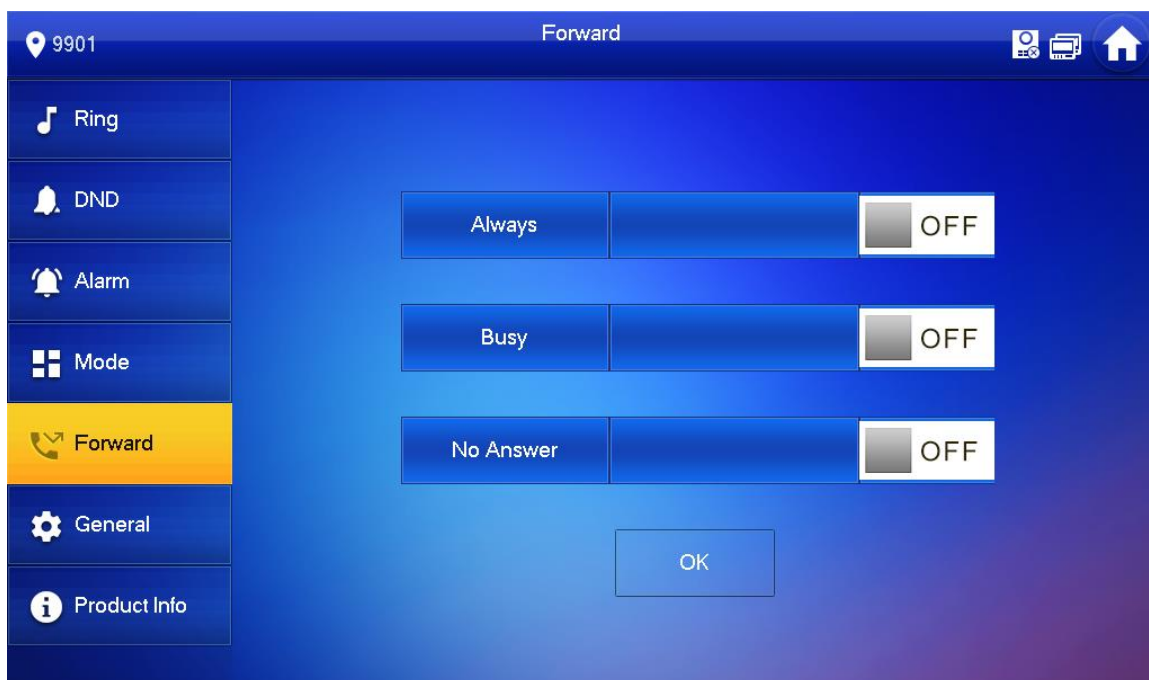 9901
Forward
Ring
DND
Alarm
Mode
Forward
General
Product Info
Always OFF
Busy OFF
No Answer OFF
OK